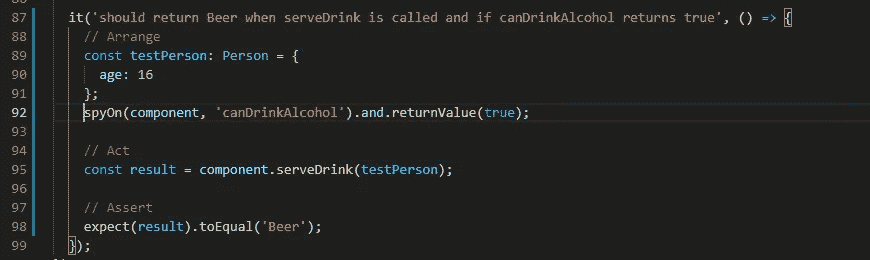 87 it('should return Beer when serveDrink is called and if canDrinkAlcohol returns true', () => {
88 // Arrange
89 const testPerson: Person = {
90 age: 16
91 };
92 spyOn(component, 'canDrinkAlcohol').and.returnValue(true);
93
94 // Act
95 const result = component.serveDrink(testPerson);
96
97 // Assert
98 expect(result).toEqual('Beer');
99 });